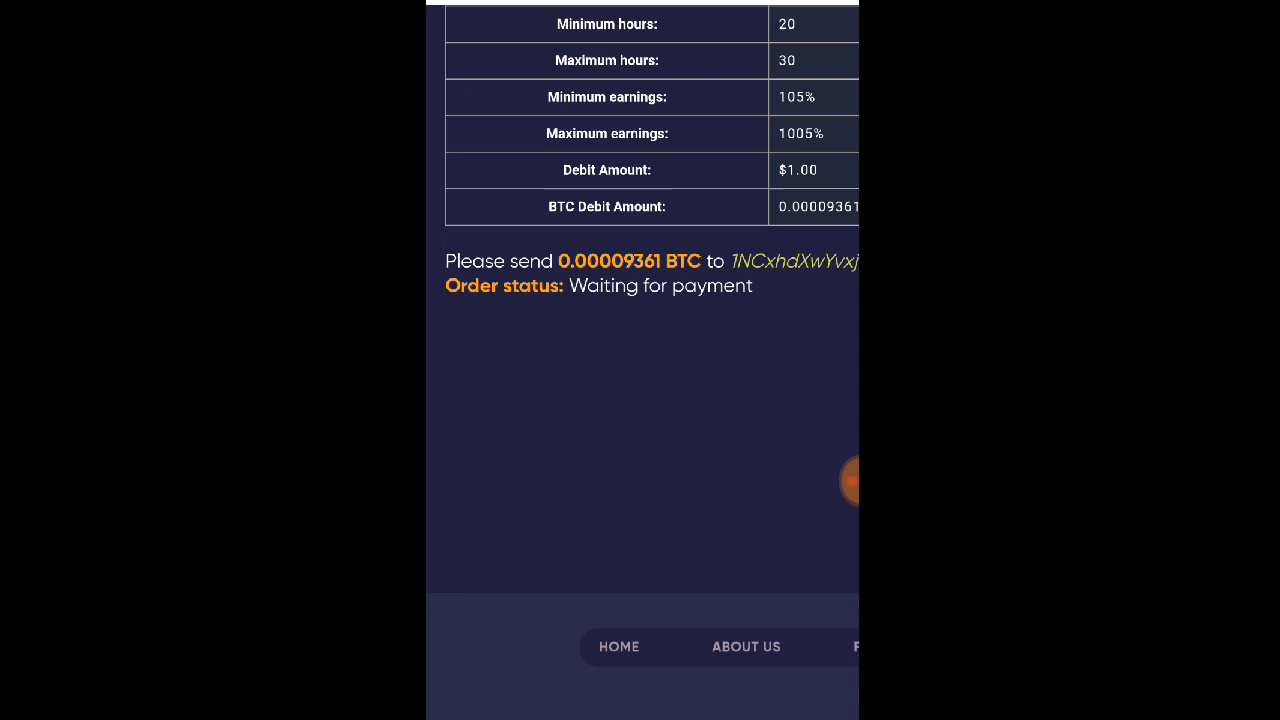 Minimum hours: 20
Maximum hours: 30
Minimum earnings: 105%
Maximum earnings: 1005%
Debit Amount: $1.00
BTC Debit Amount: 0.00009361
Please send 0.00009361 BTC to 1NCxhdXwYvxj
Order status: Waiting for payment
HOME ABOUT US